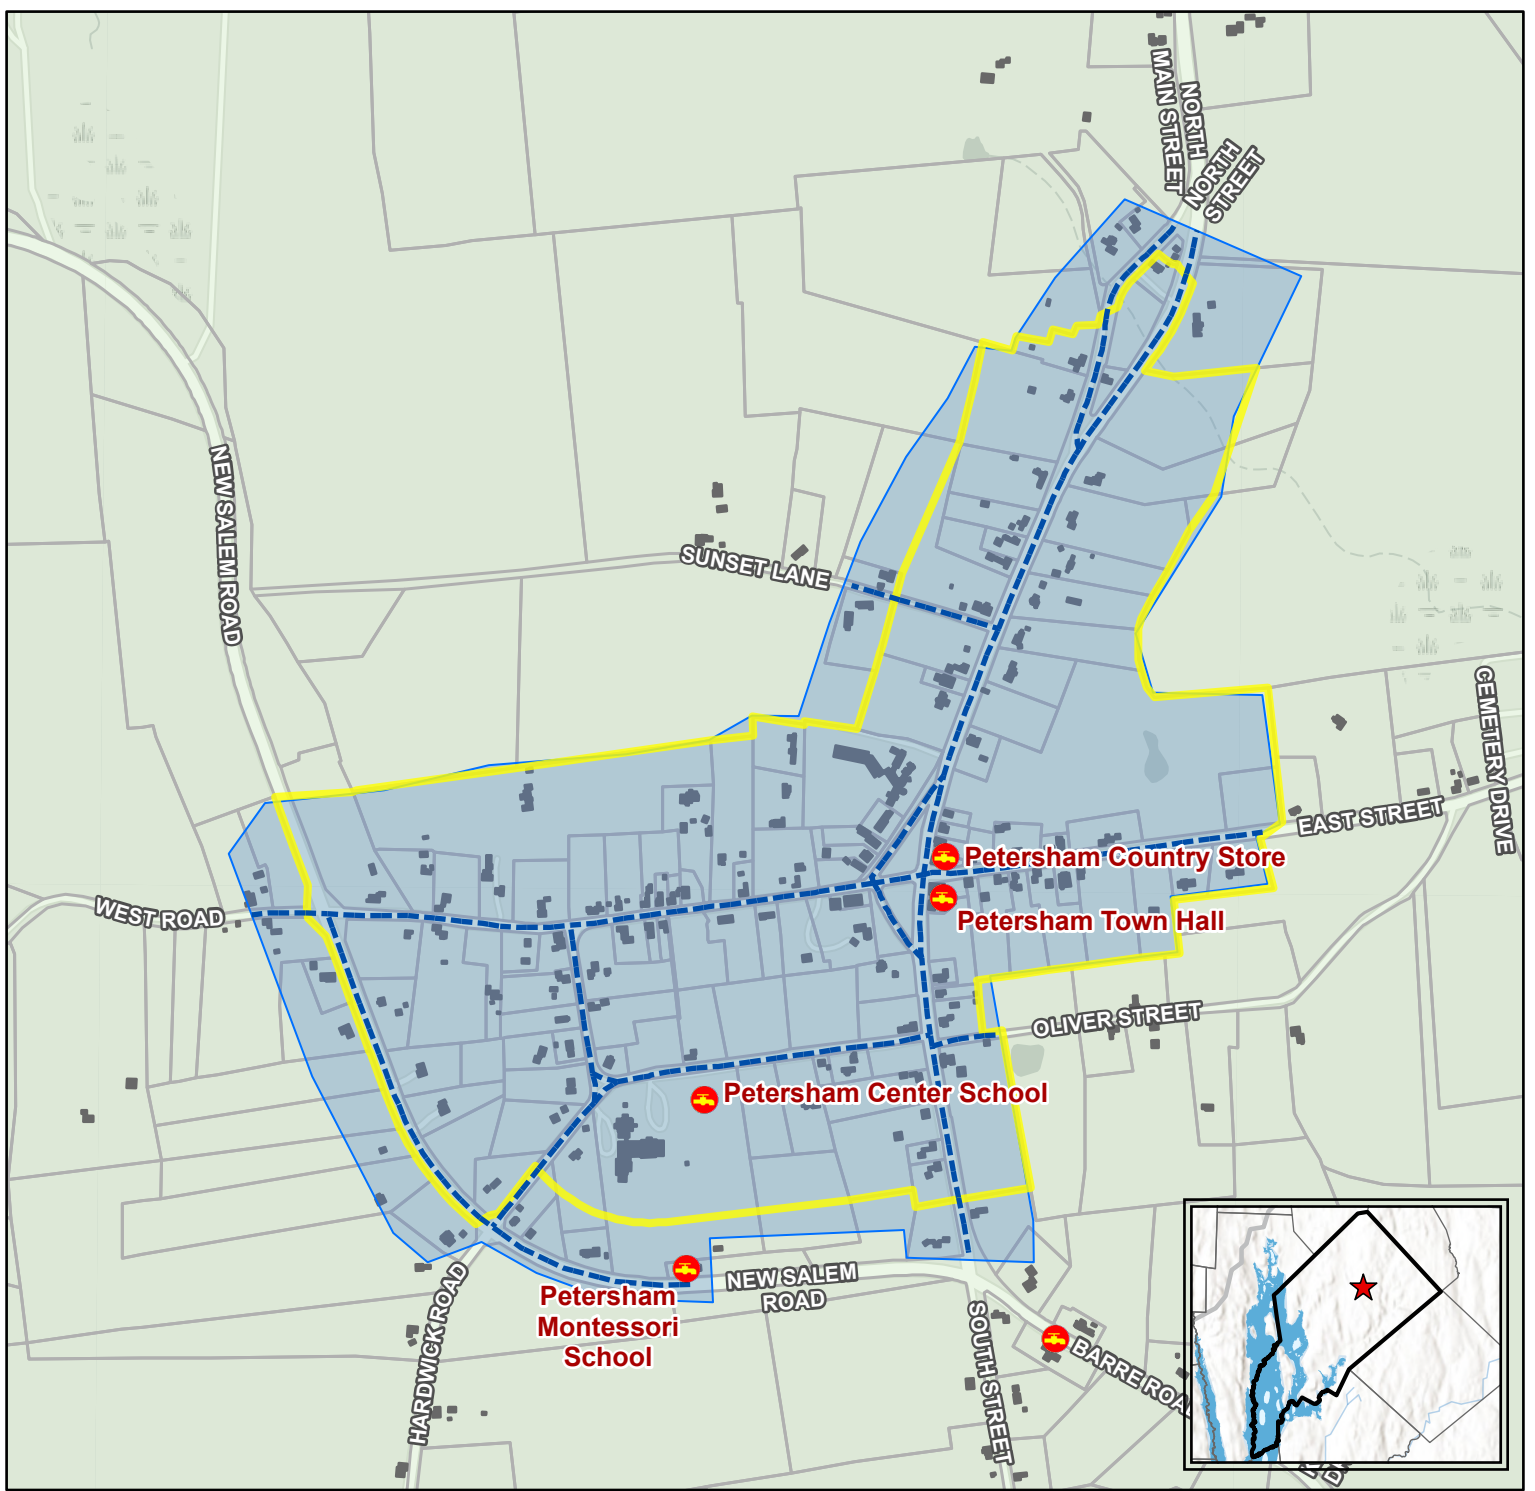 NORTH
MAIN STREET
NORTH
STREET
NEW SALEM ROAD
SUNSET LANE
CEMETERY DRIVE
EAST STREET
Petersham Country Store
WEST ROAD
Petersham Town Hall
OLIVER STREET
Petersham Center School
NEW SALEM
ROAD
Petersham
Montessori
School
HARDWICK ROAD
SOUTH STREET
BARRE ROA